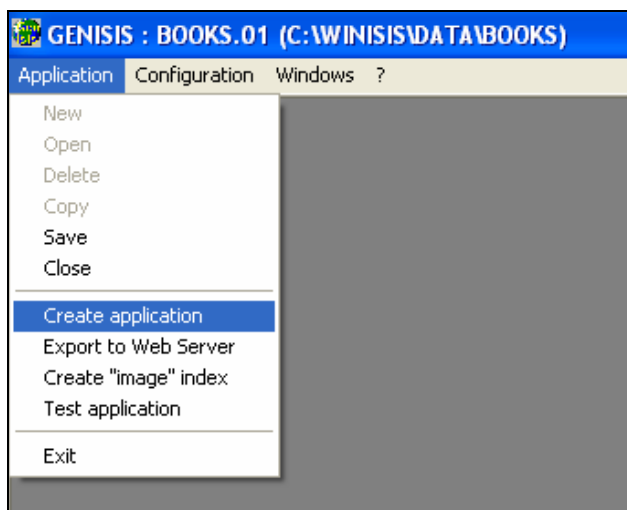 GENISIS : BOOKS.01 (C:\WINISIS\DATA\BOOKS)
Application Configuration Windows ?
New
Open
Delete
Copy
Save
Close
Create application
Export to Web Server
Create "image" index
Test application
Exit